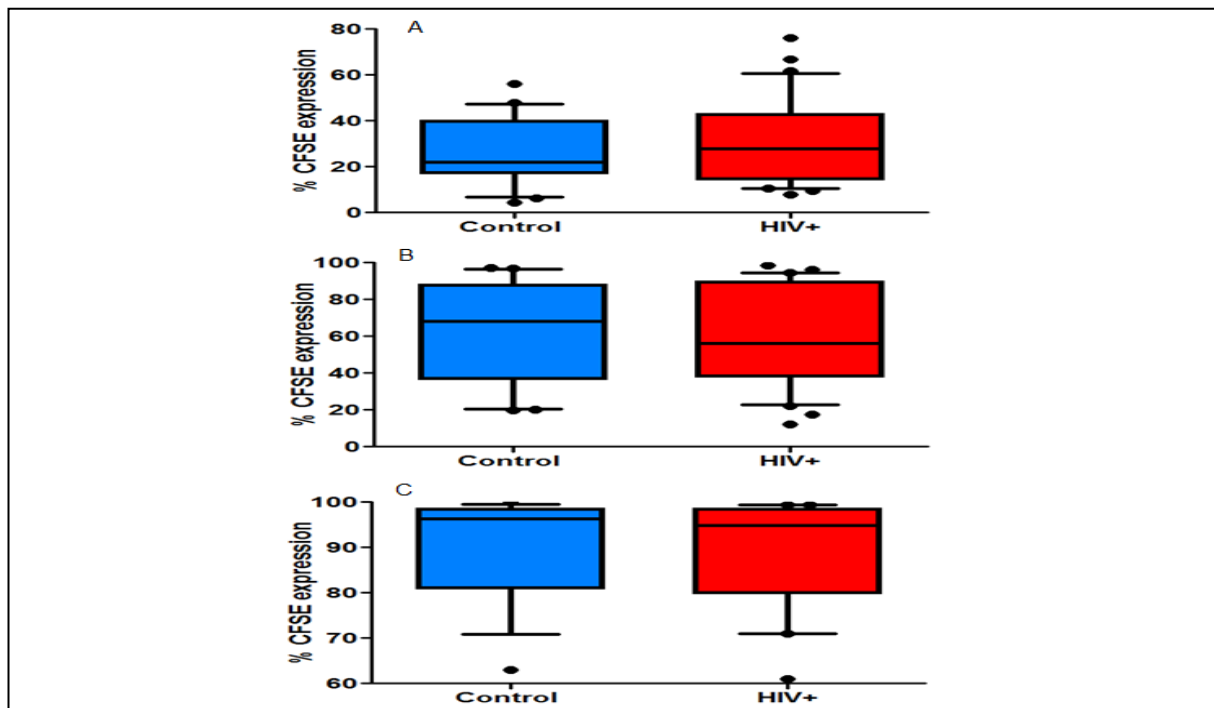 A
% CFSE expression
80
60
40
20
0
Control HIV+
B
% CFSE expression
100
80
60
40
20
0
Control HIV+
C
% CFSE expression
100
90
80
70
60
Control HIV+